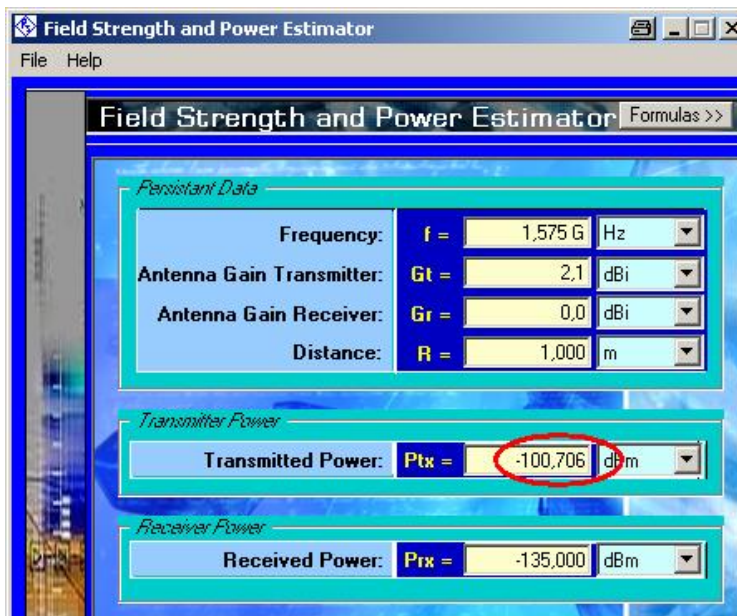 Field Strength and Power Estimator
File Help
Field Strength and Power Estimator Formulas >>
Persistant Data
Frequency: f = 1,575 G Hz
Antenna Gain Transmitter: Gt = 2,1 dBi
Antenna Gain Receiver: Gr = 0,0 dBi
Distance: R = 1,000 m
Transmitter Power
Transmitted Power: Ptx = -100,706 dBm
Receiver Power
Received Power: Prx = -135,000 dBm